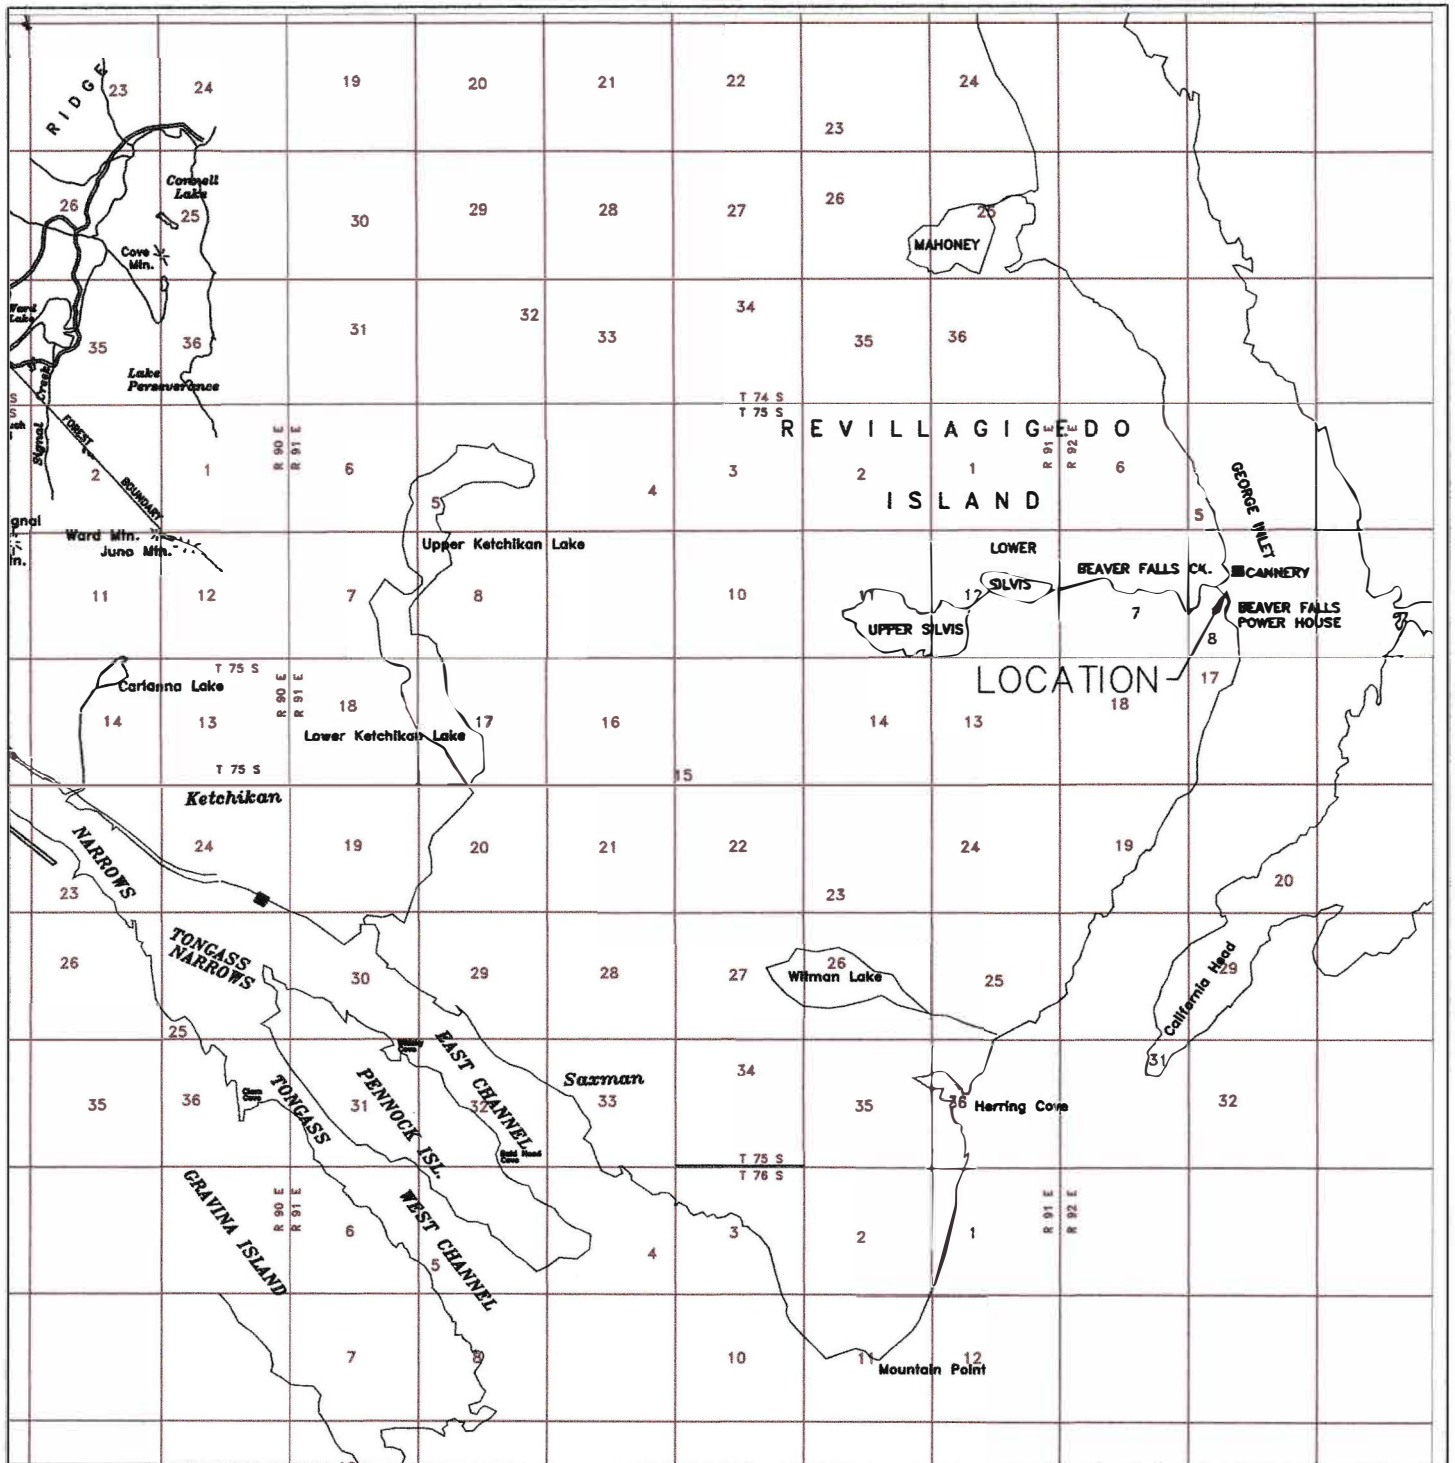 19
20
21
22
24
23
24
23
RIDGE
Connell
Lake
26
25
30
29
28
27
26
25
MAHONEY
Cove
Mtn.
Ward
Lake
35
36
31
32
33
34
35
36
Lake
Perseverance
Creek
Signal
FOREST
BOUNDARY
T 74 S
T 75 S
REVILLAGIGEDO
ISLAND
R 90 E
R 91 E
R 91 E
R 92 E
2
1
6
5
4
3
2
1
6
5
GEORGE INLET
Ward Mtn.
Juno Mtn.
Upper Ketchikan Lake
LOWER
SILVIS
BEAVER FALLS CK.
CANNERY
11
12
7
8
10
11
12
7
8
UPPER SILVIS
BEAVER FALLS
POWER HOUSE
LOCATION
T 75 S
R 90 E
R 91 E
Carlanna Lake
14
13
18
17
16
15
14
13
18
17
Lower Ketchikan Lake
T 75 S
Ketchikan
NARROWS
24
19
20
21
22
23
24
19
20
23
TONGASS
NARROWS
26
25
30
29
28
27
26
Witman Lake
25
29
California Head
EAST CHANNEL
PENNOCK ISL.
TONGASS
Saxman
35
36
31
32
33
34
35
36
Herring Cove
31
32
T 75 S
T 76 S
GRAVINA ISLAND
WEST CHANNEL
R 90 E
R 91 E
R 91 E
R 92 E
6
5
4
3
2
1
7
8
10
11
12
Mountain Point